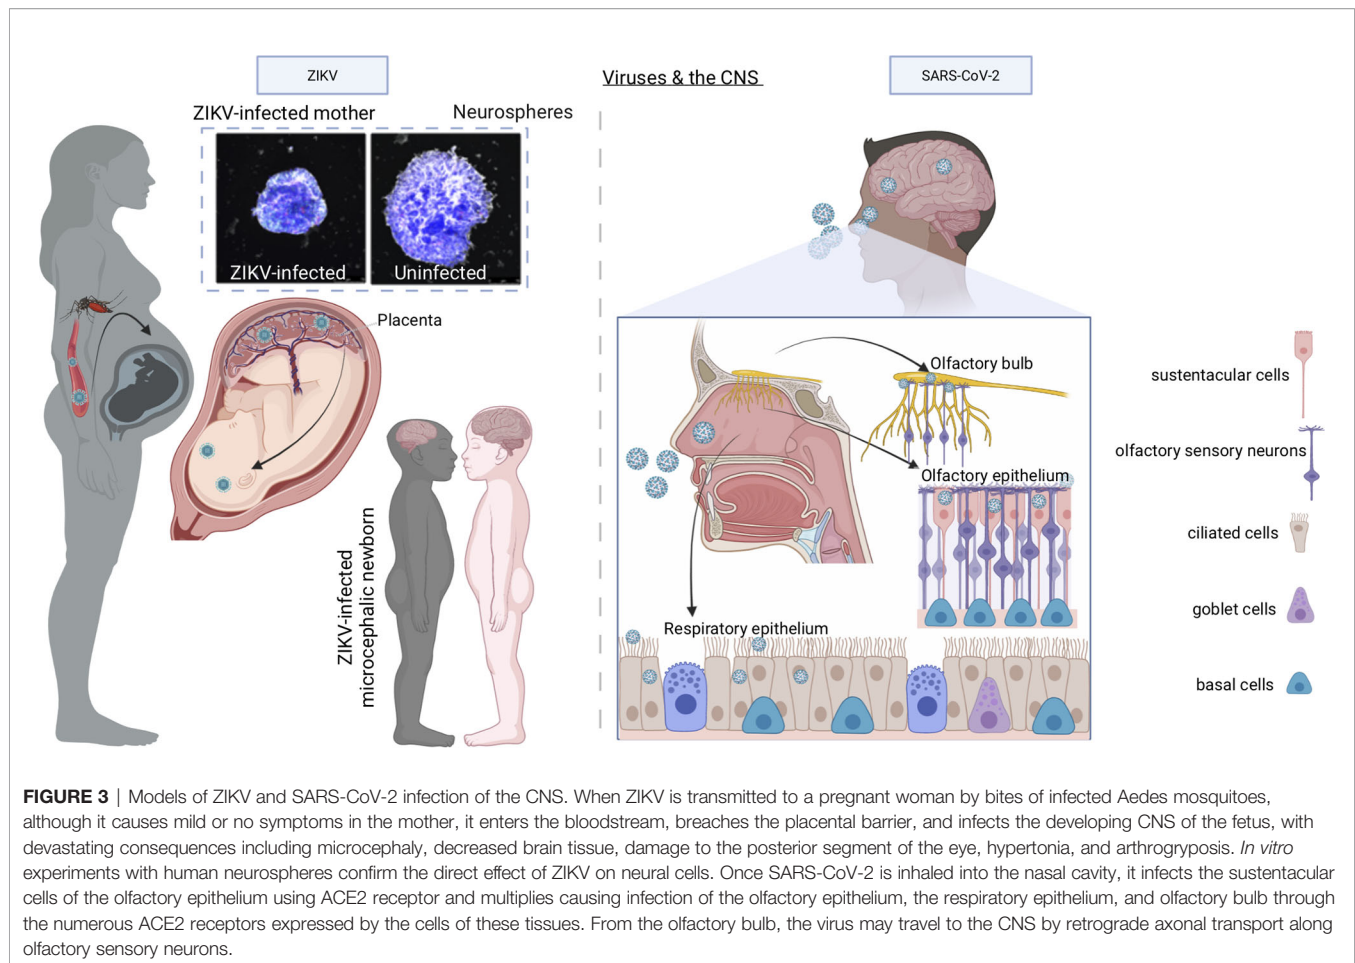 Viruses & the CNS
ZIKV
ZIKV-infected mother
Neurospheres
ZIKV-infected
Uninfected
Placenta
ZIKV-infected
microcephalic newborn
SARS-CoV-2
Olfactory bulb
Olfactory epithelium
Respiratory epithelium
sustentacular cells
olfactory sensory neurons
ciliated cells
goblet cells
basal cells
FIGURE 3 | Models of ZIKV and SARS-CoV-2 infection of the CNS. When ZIKV is transmitted to a pregnant woman by bites of infected Aedes mosquitoes,
although it causes mild or no symptoms in the mother, it enters the bloodstream, breaches the placental barrier, and infects the developing CNS of the fetus, with
devastating consequences including microcephaly, decreased brain tissue, damage to the posterior segment of the eye, hypertonia, and arthrogryposis. In vitro
experiments with human neurospheres confirm the direct effect of ZIKV on neural cells. Once SARS-CoV-2 is inhaled into the nasal cavity, it infects the sustentacular
cells of the olfactory epithelium using ACE2 receptor and multiplies causing infection of the olfactory epithelium, the respiratory epithelium, and olfactory bulb through
the numerous ACE2 receptors expressed by the cells of these tissues. From the olfactory bulb, the virus may travel to the CNS by retrograde axonal transport along
olfactory sensory neurons.